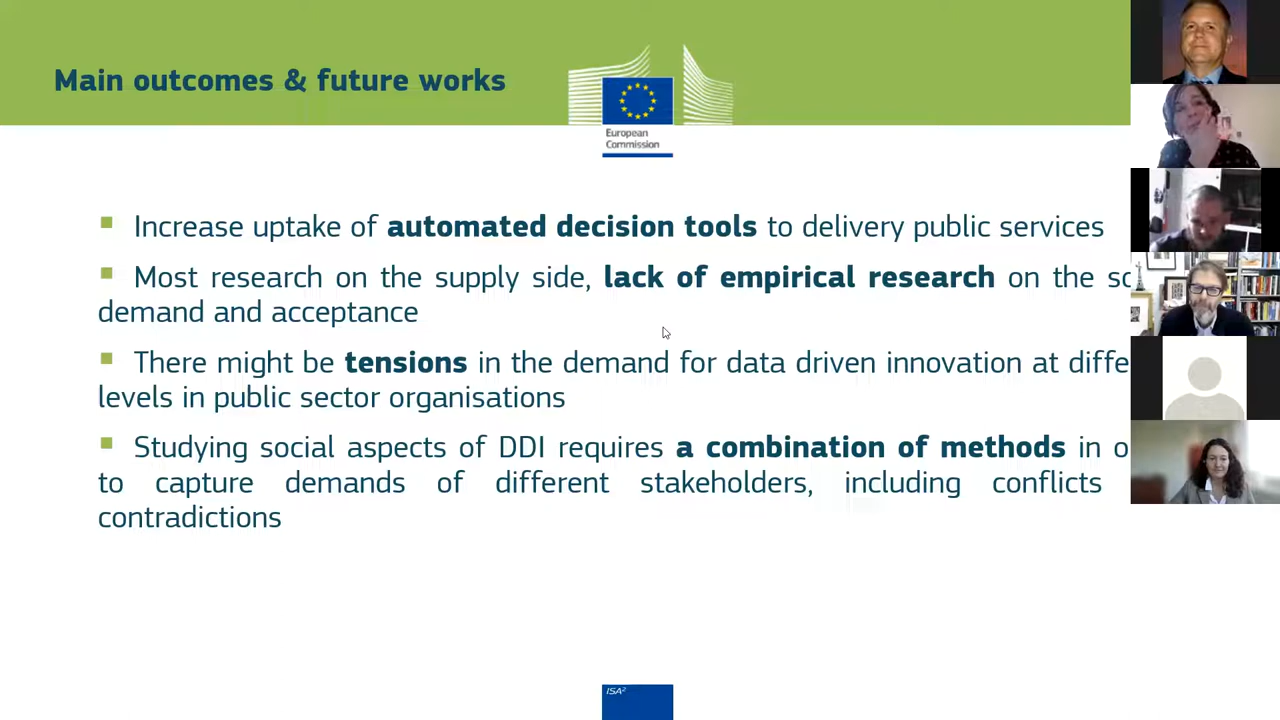 Main outcomes & future works
European
Commission
Increase uptake of automated decision tools to delivery public services
Most research on the supply side, lack of empirical research on the
demand and acceptance
There might be tensions in the demand for data driven innovation at
levels in public sector organisations
Studying social aspects of DDI requires a combination of methods in
to capture demands of different stakeholders, including conflicts
contradictions
ISA²